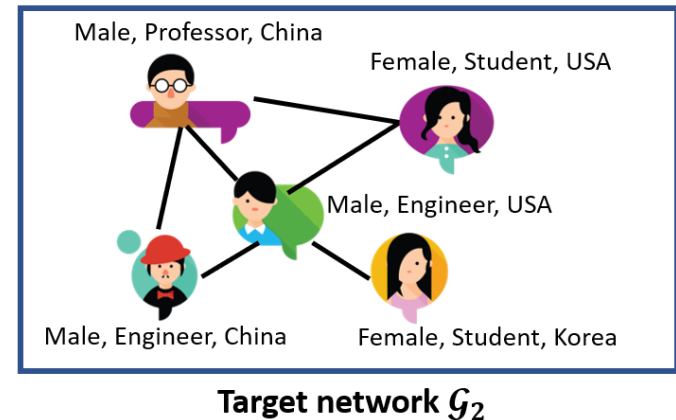 Male, Professor, China
Female, Student, USA
Male, Engineer, USA
Male, Engineer, China
Female, Student, Korea
Target network 𝒢₂